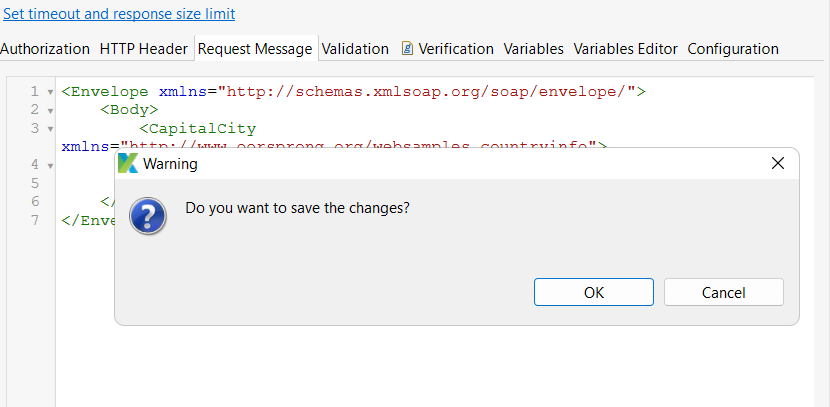 Set timeout and response size limit
Authorization HTTP Header Request Message Validation Verification Variables Variables Editor Configuration
1 <Envelope xmlns="http://schemas.xmlsoap.org/soap/envelope/">
2 <Body>
3 <CapitalCity
xmlns="http://www.oorsprong.org/websamples.countryinfo">
4
5
6 </
7 </Enve
Warning
Do you want to save the changes?
OK Cancel